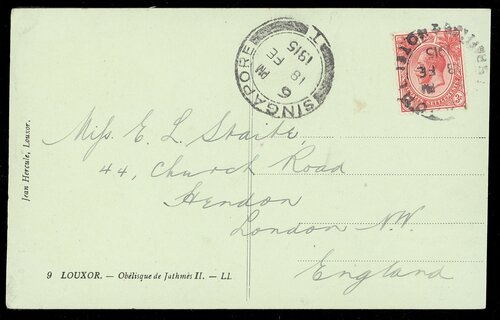 SINGAPORE
6 PM
18 FE
1915
Miss E. L. Staite,
44, Church Road
Hendon
London N.W.
England
Jean Hercule, Louxor.
9 LOUXOR. — Obélisque de Jathmès II. — LL